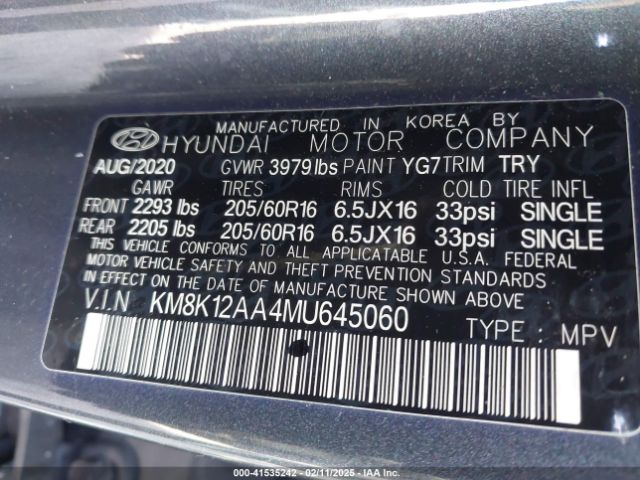 MANUFACTURED IN KOREA BY
HYUNDAI MOTOR COMPANY
AUG/2020 GVWR 3979 lbs PAINT YG7 TRIM TRY
GAWR TIRES RIMS COLD TIRE INFL
FRONT 2293 lbs 205/60R16 6.5JX16 33psi SINGLE
REAR 2205 lbs 205/60R16 6.5JX16 33psi SINGLE
THIS VEHICLE CONFORMS TO ALL APPLICABLE U.S.A. FEDERAL
MOTOR VEHICLE SAFETY AND THEFT PREVENTION STANDARDS
IN EFFECT ON THE DATE OF MANUFACTURE SHOWN ABOVE.
V.I.N KM8K12AA4MU645060 TYPE : MPV
000-41535242 - 02/11/2025 - IAA Inc.